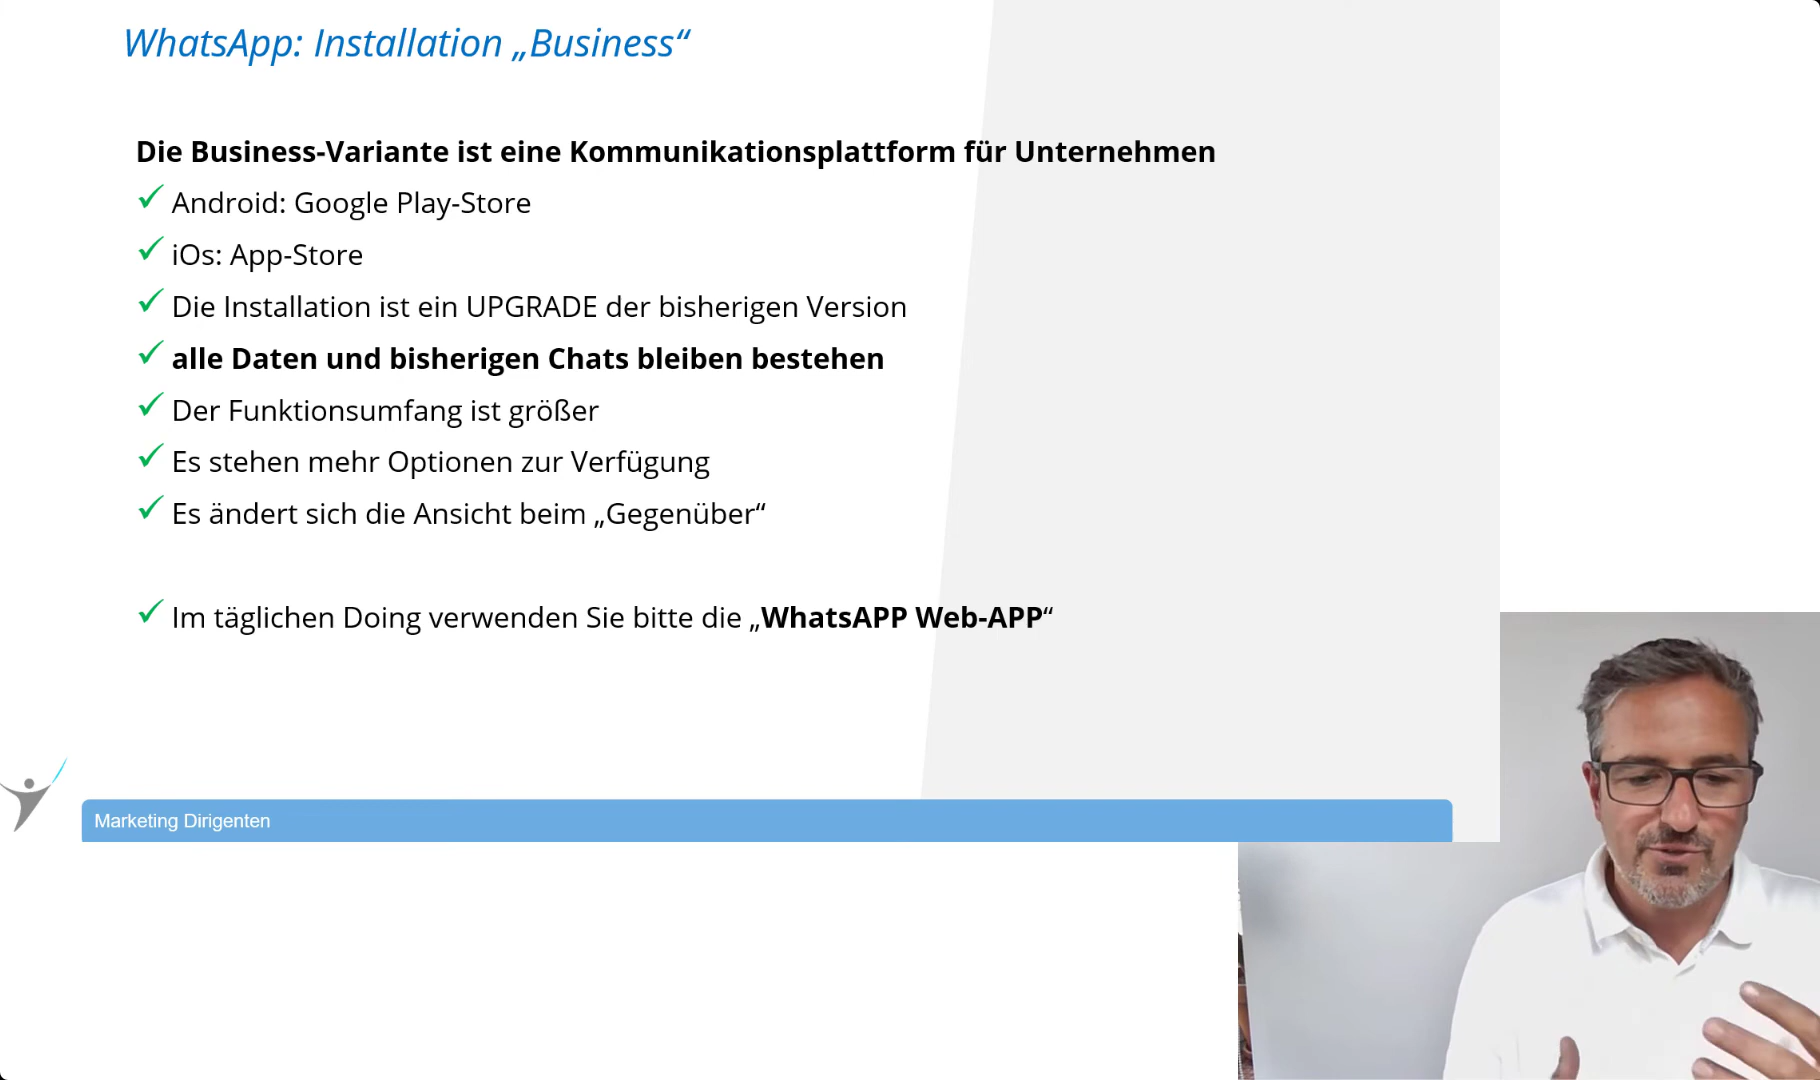 WhatsApp: Installation „Business“
Die Business-Variante ist eine Kommunikationsplattform für Unternehmen
Android: Google Play-Store
iOs: App-Store
Die Installation ist ein UPGRADE der bisherigen Version
alle Daten und bisherigen Chats bleiben bestehen
Der Funktionsumfang ist größer
Es stehen mehr Optionen zur Verfügung
Es ändert sich die Ansicht beim „Gegenüber“
Im täglichen Doing verwenden Sie bitte die „WhatsAPP Web-APP“
Marketing Dirigenten